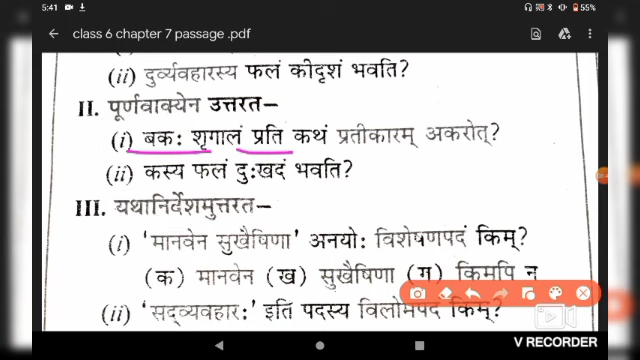 5:41
55%
class 6 chapter 7 passage .pdf
(ii) दुर्व्यवहारस्य फलं कीदृशं भवति?
II. पूर्णवाक्येन उत्तरत–
(i) बकः शृगालं प्रति कथं प्रतीकारम् अकरोत्?
(ii) कस्य फलं दुःखदं भवति?
III. यथानिर्देशमुत्तरत–
(i) 'मानवेन सुखैषिणा' अनयोः विशेषणपदं किम्?
(क) मानवेन (ख) सुखैषिणा (ग) किमपि न
(ii) 'सद्व्यवहारः' इति पदस्य विलोमपदं किम्?
V RECORDER